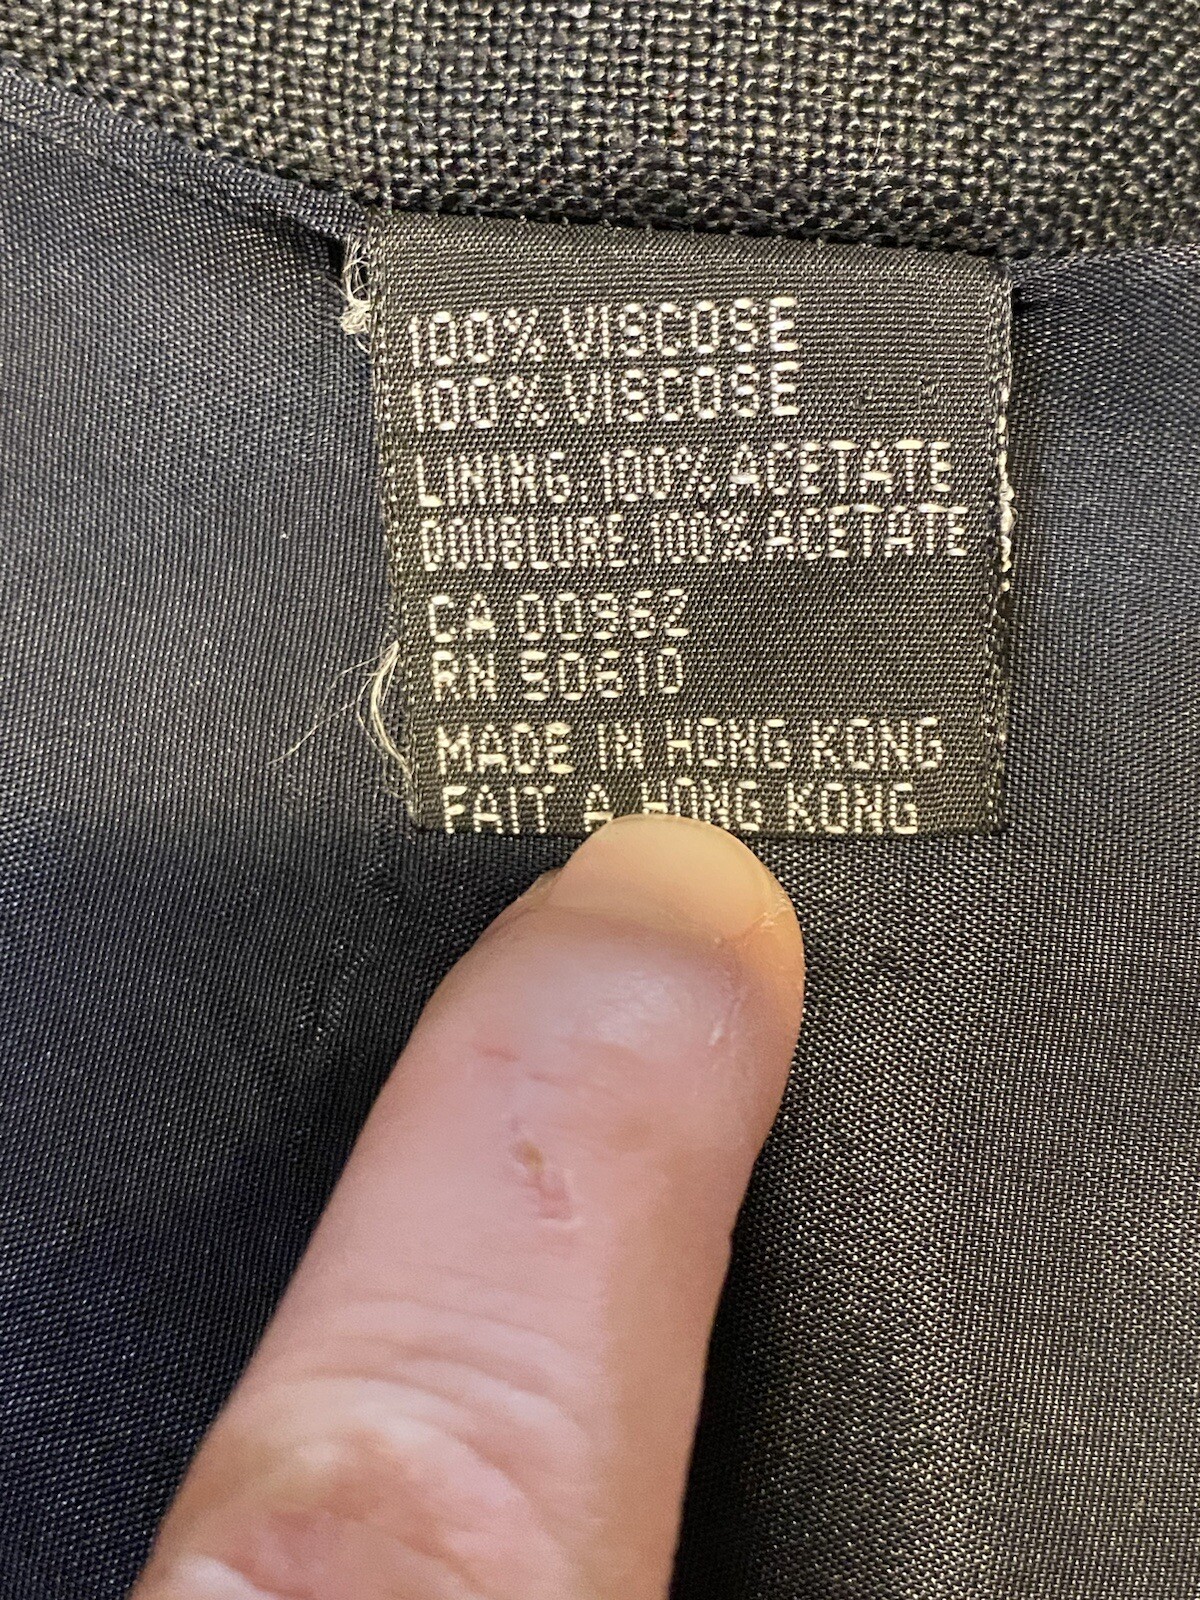 100% VISCOSE
100% VISCOSE
LINING: 100% ACETATE
DOUBLURE: 100% ACETATE
CA 00962
RN 50610
MADE IN HONG KONG
FAIT A HONG KONG